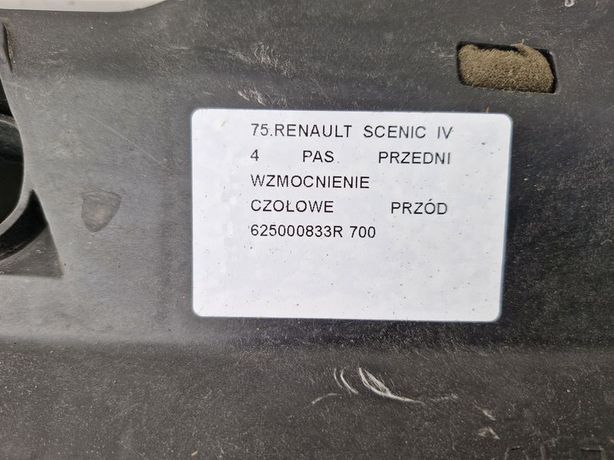 75.RENAULT SCENIC IV
4 PAS PRZEDNI
WZMOCNIENIE
CZOŁOWE PRZÓD
625000833R 700